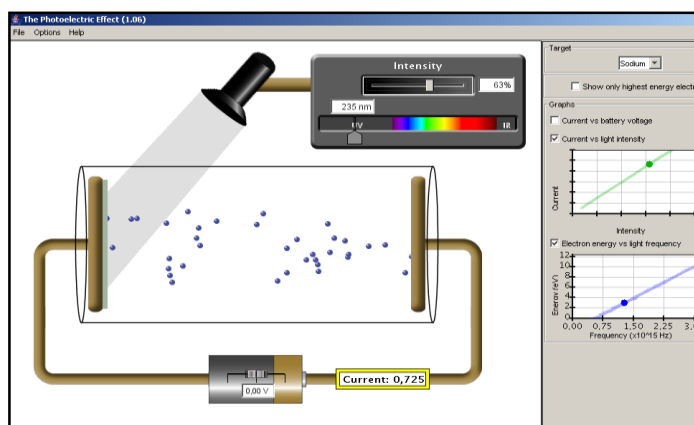 The Photoelectric Effect (1.06)
File Options Help
Intensity
63%
235 nm
UV
IR
0,00 V
Current: 0,725
Target
Sodium
Show only highest energy electr
Graphs
Current vs battery voltage
Current vs light intensity
Current
Intensity
Electron energy vs light frequency
12
10
8
6
4
2
0
Energy (eV)
0,00 0,75 1,50 2,25 3,
Frequency (x10^15 Hz)